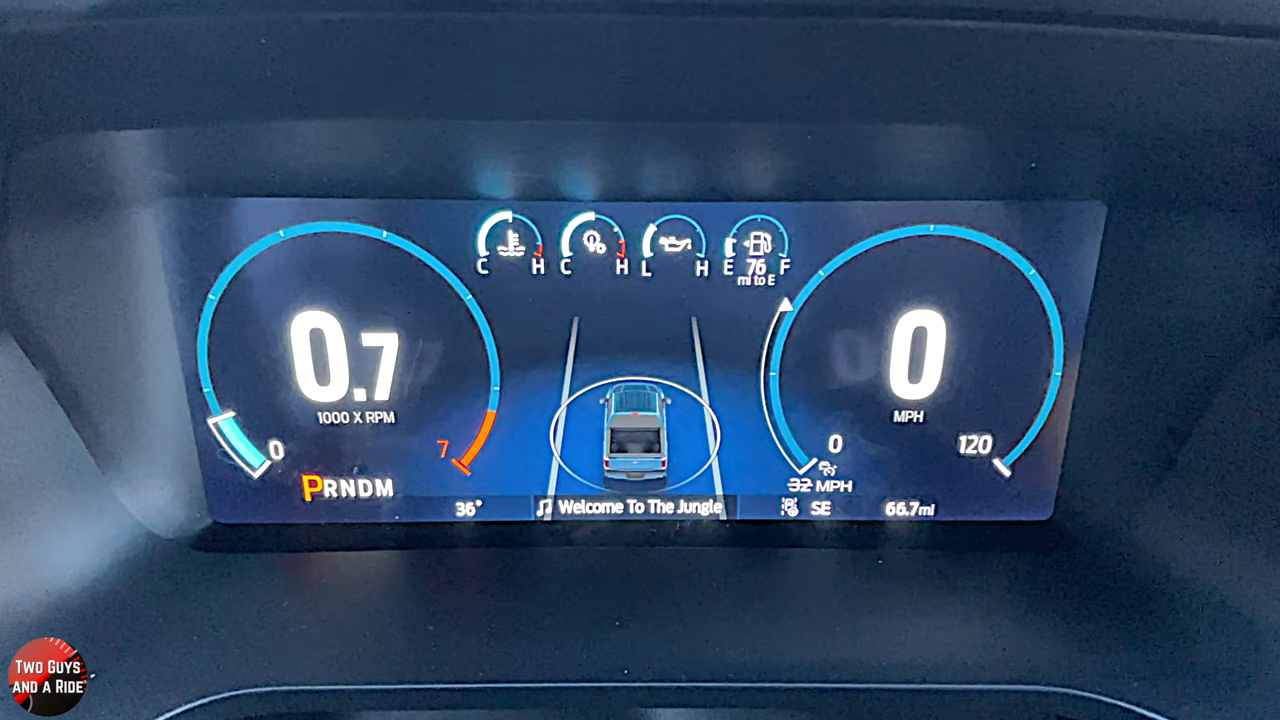 C H
C H
L H
E 76 F
mi to E
0.7
1000 X RPM
0
7
PRNDM
0
MPH
0
120
32 MPH
36°
Welcome To The Jungle
SE
66.7mi
TWO GUYS
AND A RIDE